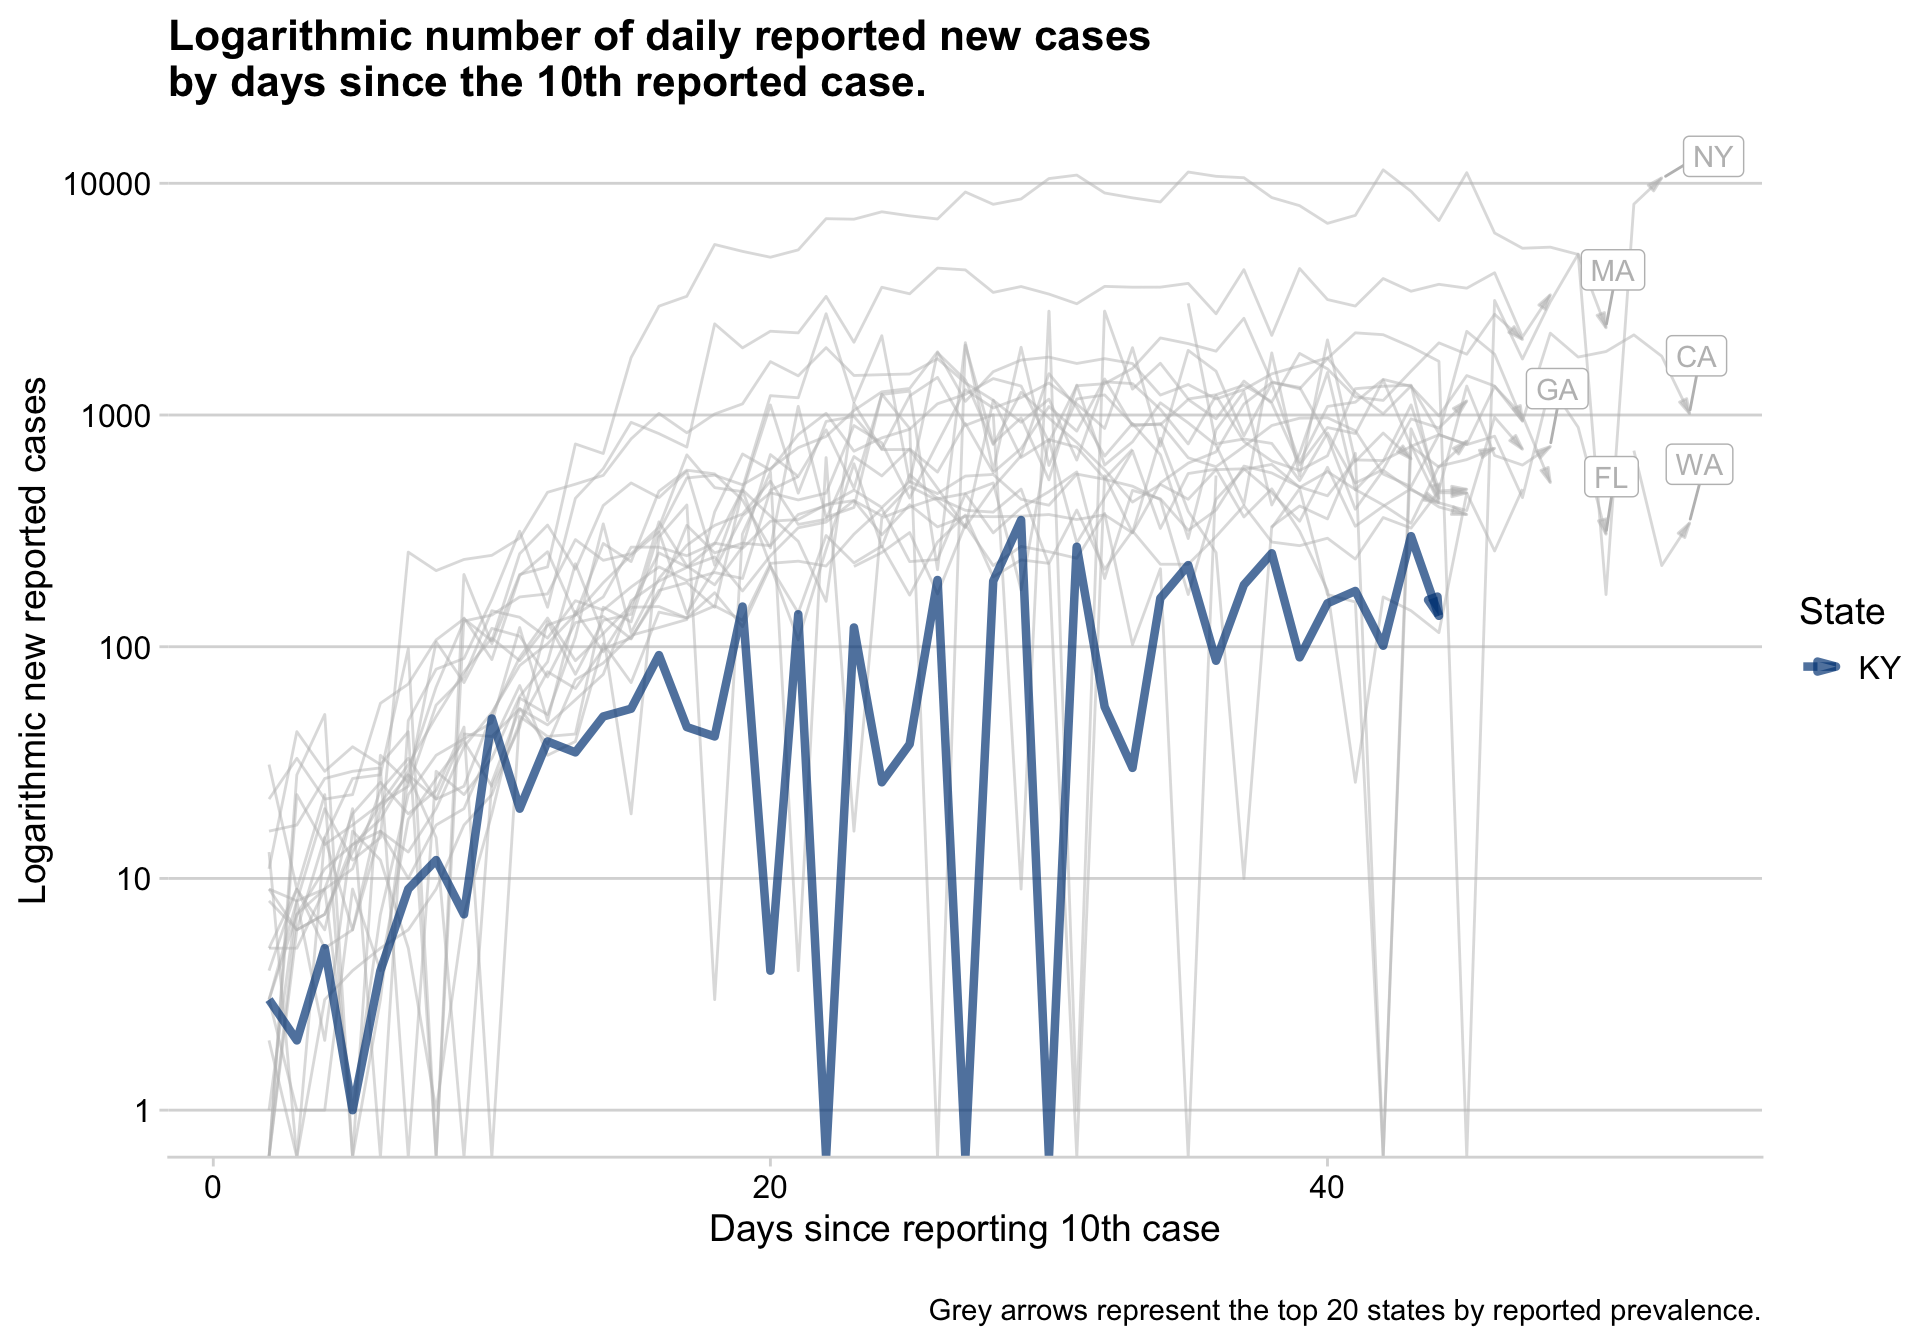 Logarithmic number of daily reported new cases
by days since the 10th reported case.
Logarithmic new reported cases
10000
1000
100
10
1
NY
MA
CA
GA
FL
WA
State
KY
0
20
40
Days since reporting 10th case
Grey arrows represent the top 20 states by reported prevalence.